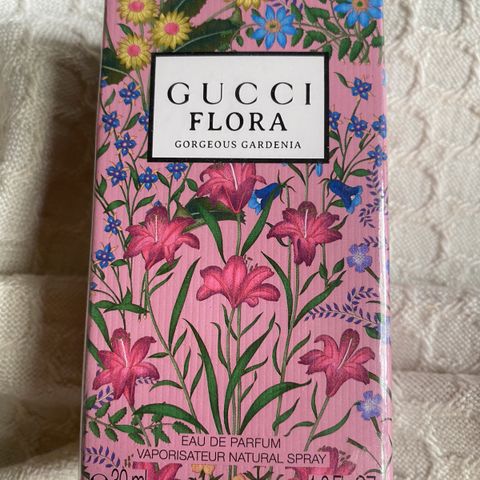 GUCCI
FLORA
GORGEOUS GARDENIA
EAU DE PARFUM
VAPORISATEUR NATURAL SPRAY